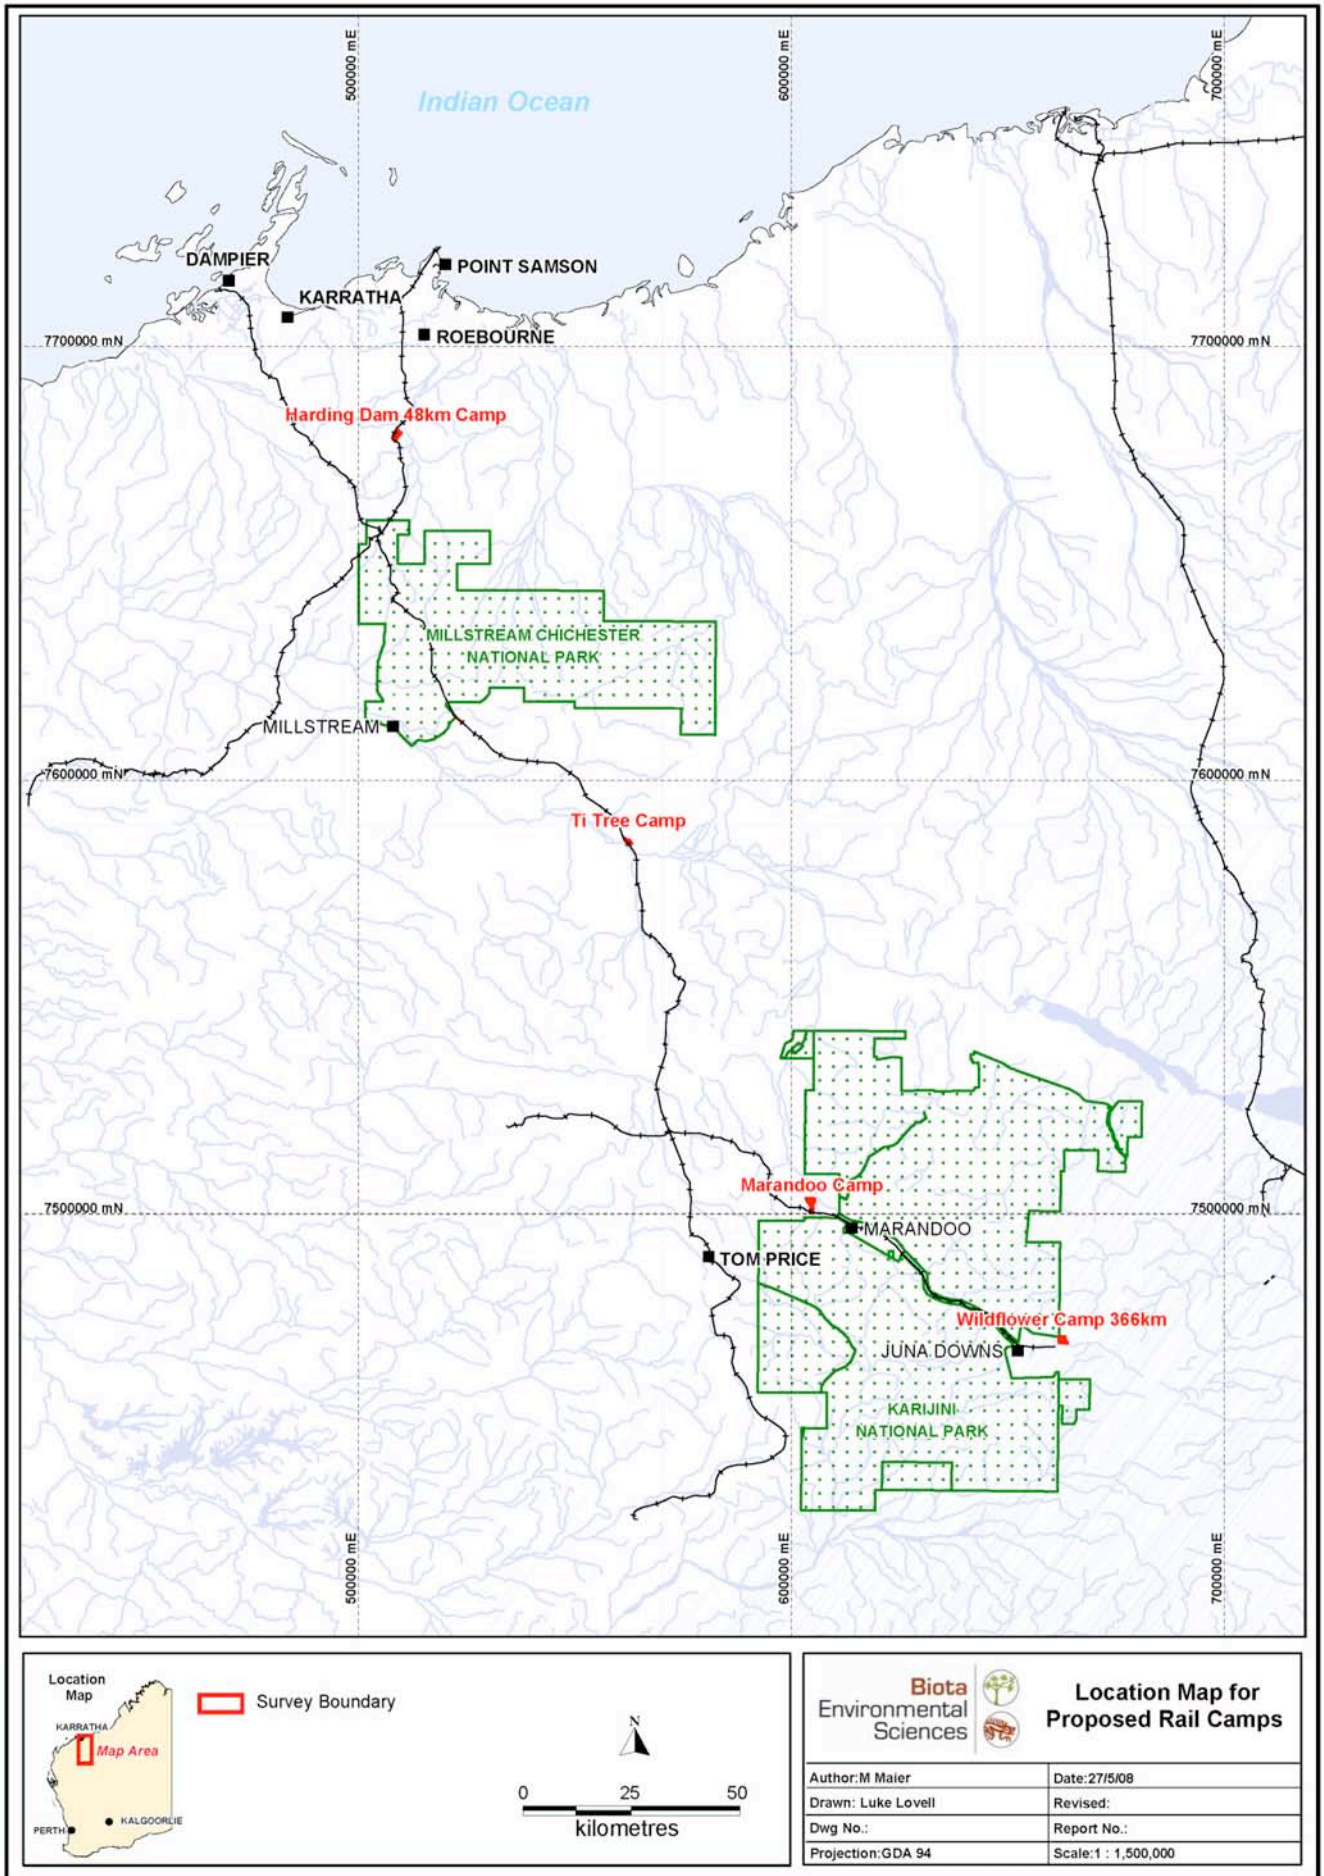 500000 mE
600000 mE
700000 mE
Indian Ocean
DAMPIER
POINT SAMSON
KARRATHA
ROEBOURNE
7700000 mN
7700000 mN
Harding Dam 48km Camp
MILLSTREAM CHICHESTER
NATIONAL PARK
MILLSTREAM
7600000 mN
7600000 mN
Ti Tree Camp
Marandoo Camp
7500000 mN
7500000 mN
MARANDOO
TOM PRICE
Wildflower Camp 366km
JUNA DOWNS
KARIJINI
NATIONAL PARK
500000 mE
600000 mE
700000 mE
Location
Map
KARRATHA
Map Area
KALGOORLIE
PERTH
Survey Boundary
N
0 25 50
kilometres
Biota
Environmental
Sciences
Location Map for
Proposed Rail Camps
Author:M Maier
Date:27/5/08
Drawn: Luke Lovell
Revised:
Dwg No.:
Report No.:
Projection:GDA 94
Scale:1 : 1,500,000